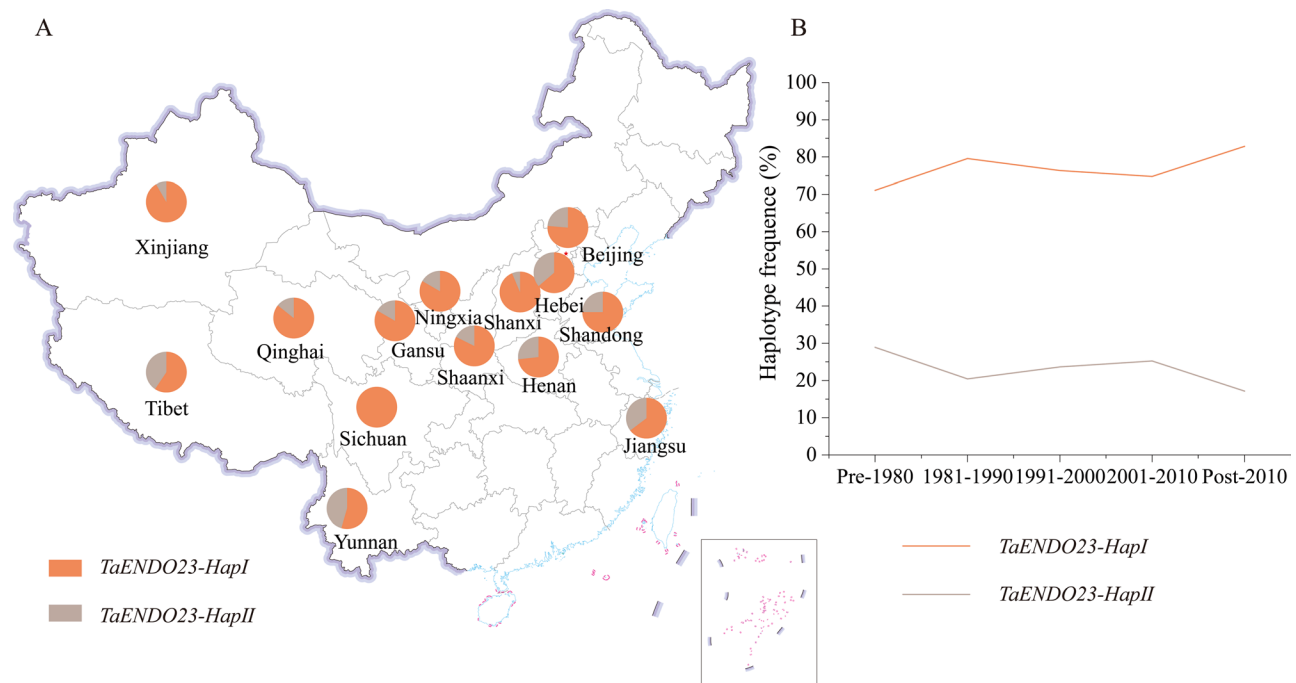 A
Xinjiang
Beijing
Hebei
Ningxia
Shanxi
Shandong
Qinghai
Gansu
Shaanxi
Henan
Tibet
Sichuan
Jiangsu
Yunnan
TaENDO23-HapI
TaENDO23-HapII
B
Haplotype frequence (%)
100
90
80
70
60
50
40
30
20
10
0
Pre-1980 1981-1990 1991-2000 2001-2010 Post-2010
TaENDO23-HapI
TaENDO23-HapII